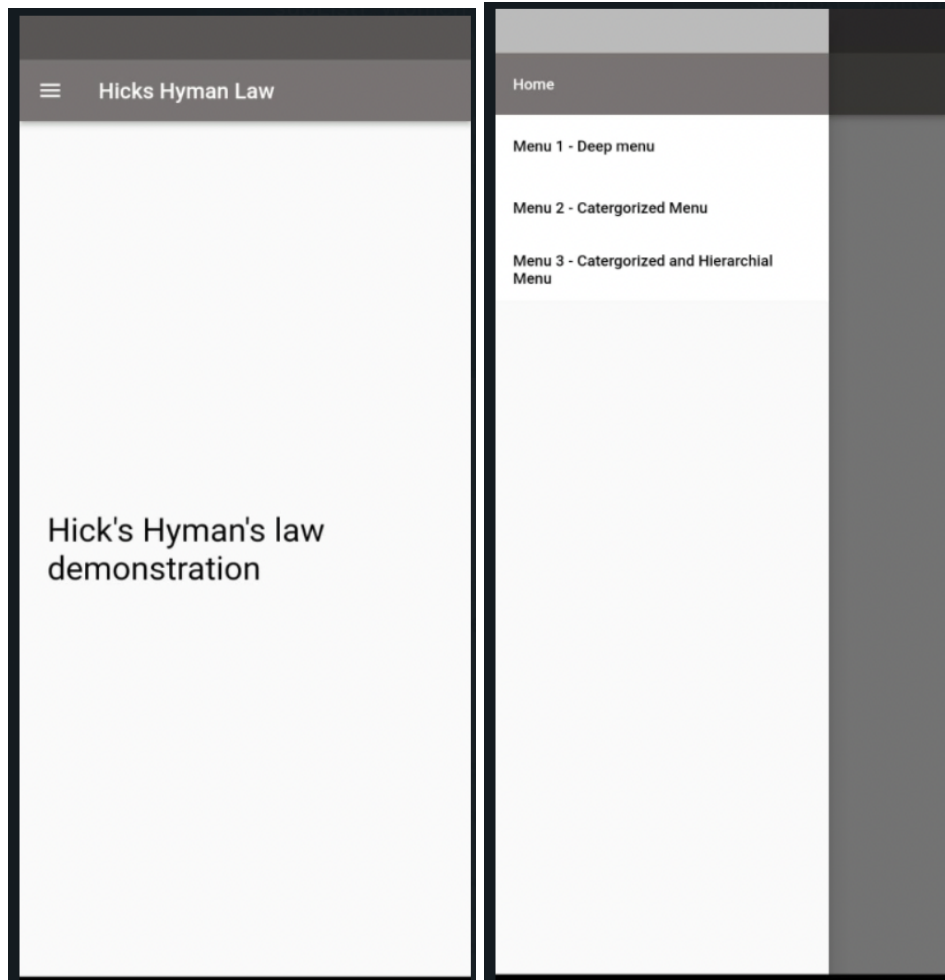 Hicks Hyman Law
Hick's Hyman's law
demonstration
Home
Menu 1 - Deep menu
Menu 2 - Catergorized Menu
Menu 3 - Catergorized and Hierarchial
Menu